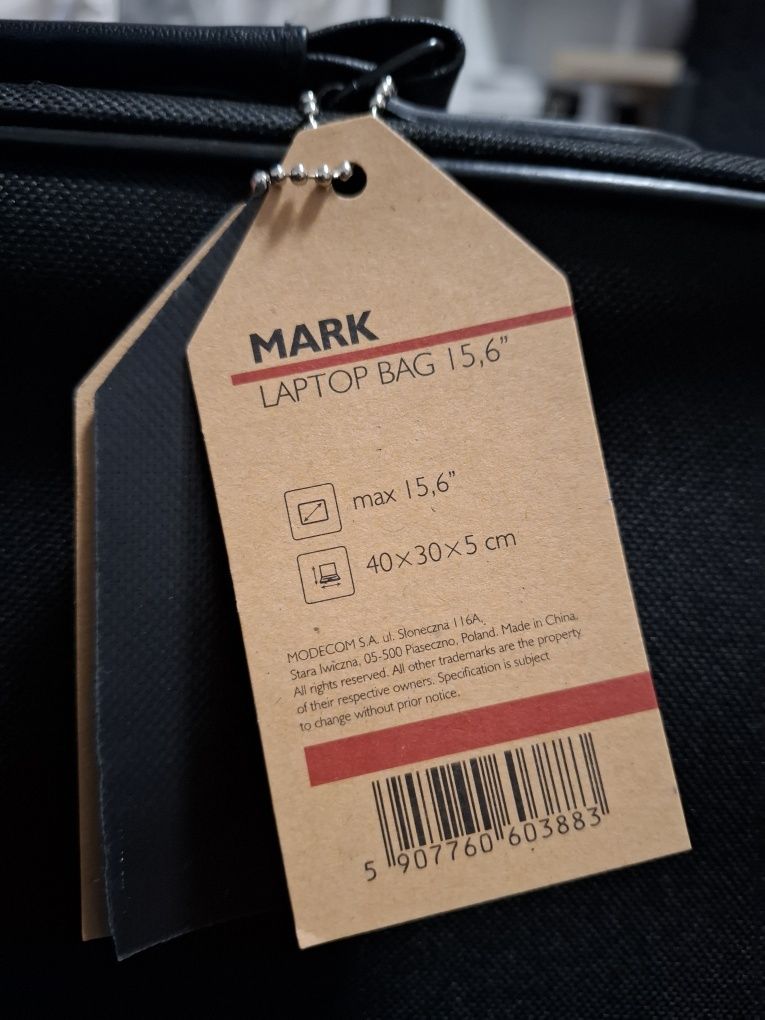 MARK
LAPTOP BAG 15,6”
max 15,6”
40×30×5 cm
MODECOM S.A. ul. Słoneczna 116A,
Stara Iwiczna, 05-500 Piaseczno, Poland. Made in China.
All rights reserved. All other trademarks are the property
of their respective owners. Specification is subject
to change without prior notice.
5 907760 603883